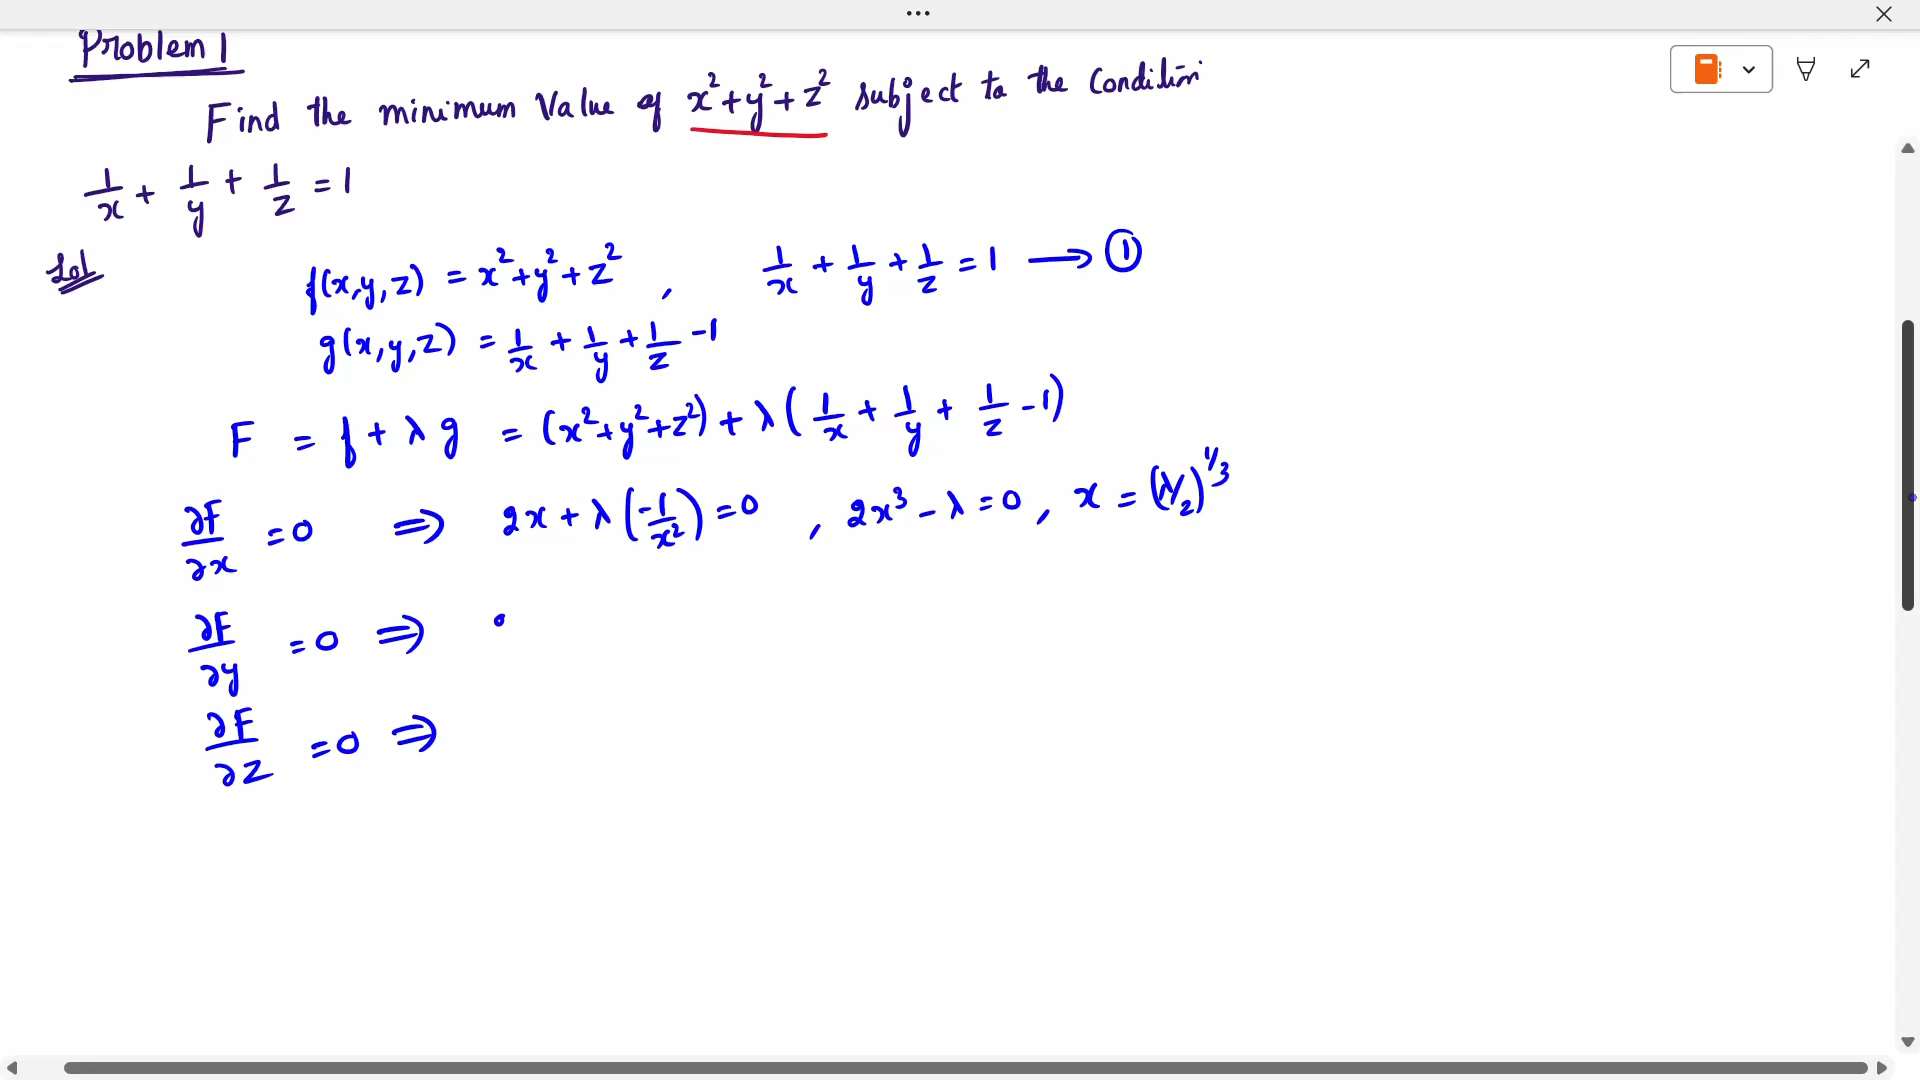 Problem 1
Find the minimum Value of x²+y²+z² subject to the Condition
1/x + 1/y + 1/z = 1
Sol
f(x,y,z) = x²+y²+z² , 1/x + 1/y + 1/z = 1 ⟶ ①
g(x,y,z) = 1/x + 1/y + 1/z -1
F = f + λ g = (x²+y²+z²) + λ ( 1/x + 1/y + 1/z - 1)
∂F/∂x = 0 ⟹ 2x + λ (-1/x²) = 0 , 2x³ - λ = 0 , x = (λ/2)^1/3
∂F/∂y = 0 ⟹
∂F/∂z = 0 ⟹